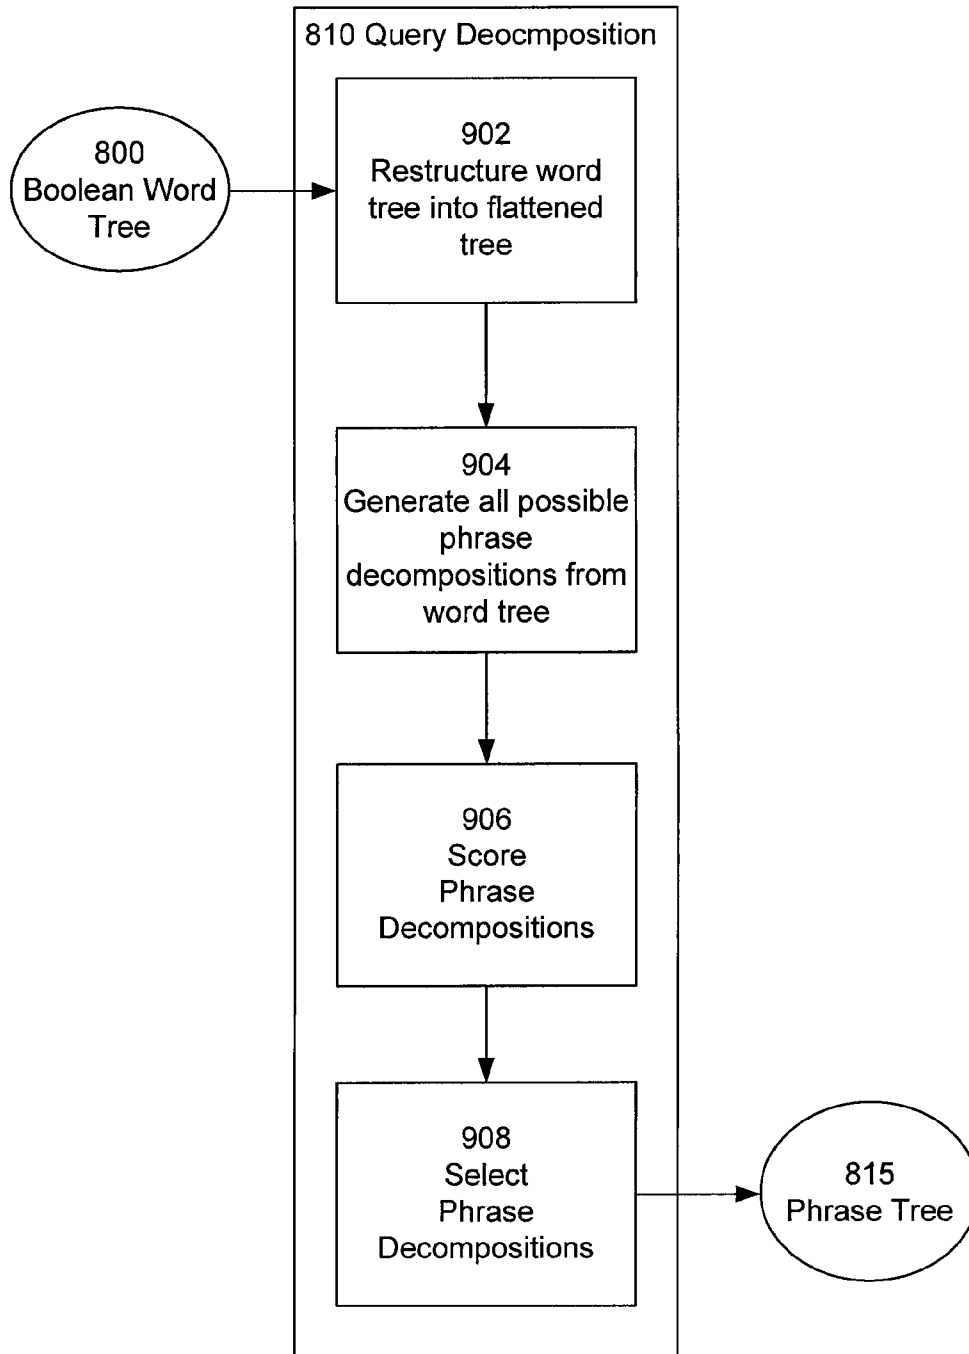 810 Query Deocmposition
800
Boolean Word
Tree
902
Restructure word
tree into flattened
tree
904
Generate all possible
phrase
decompositions from
word tree
906
Score
Phrase
Decompositions
908
Select
Phrase
Decompositions
815
Phrase Tree